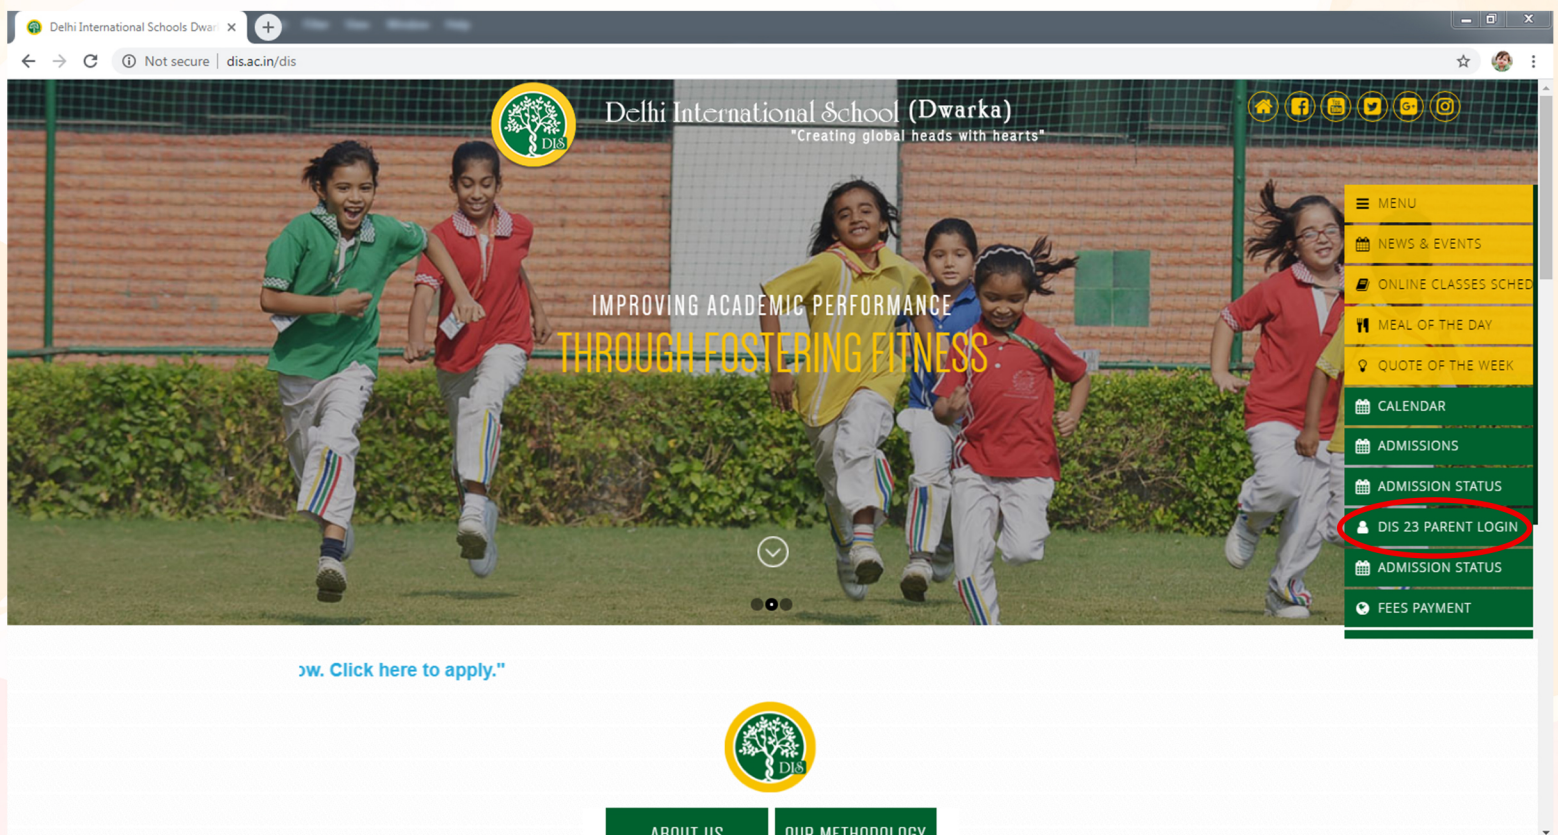 Delhi International Schools Dwar
Not secure
dis.ac.in/dis
DIS
Delhi International School (Dwarka)
"Creating global heads with hearts"
MENU
NEWS & EVENTS
ONLINE CLASSES SCHED
MEAL OF THE DAY
QUOTE OF THE WEEK
CALENDAR
ADMISSIONS
ADMISSION STATUS
DIS 23 PARENT LOGIN
ADMISSION STATUS
FEES PAYMENT
IMPROVING ACADEMIC PERFORMANCE
THROUGH FOSTERING FITNESS
ow. Click here to apply."
DIS
ABOUT US
OUR METHODOLOGY